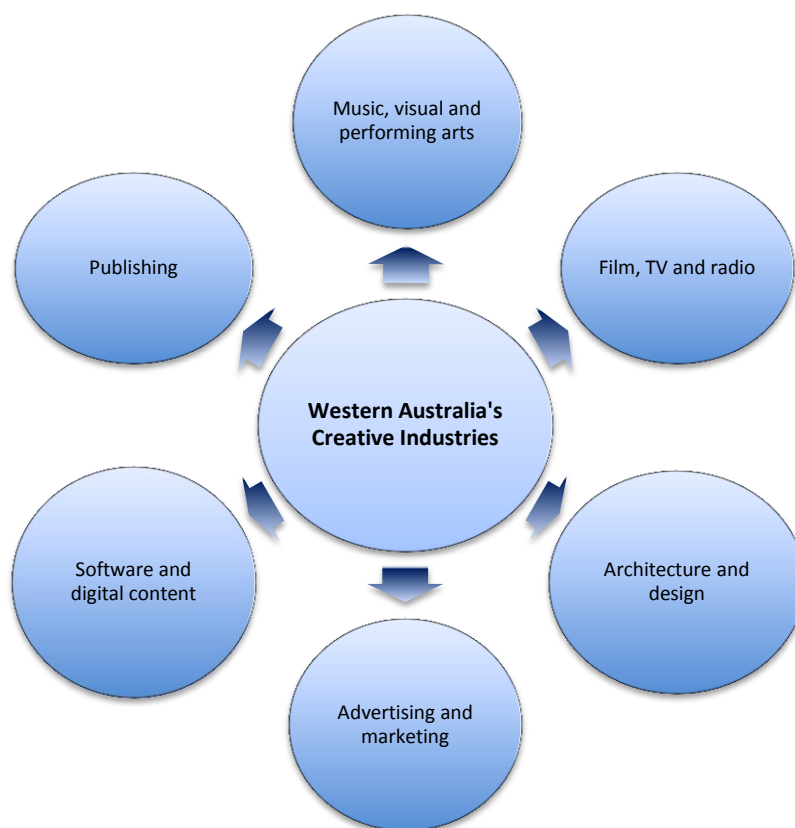 Music, visual and
performing arts
Publishing
Film, TV and radio
Western Australia's
Creative Industries
Software and
digital content
Architecture and
design
Advertising and
marketing